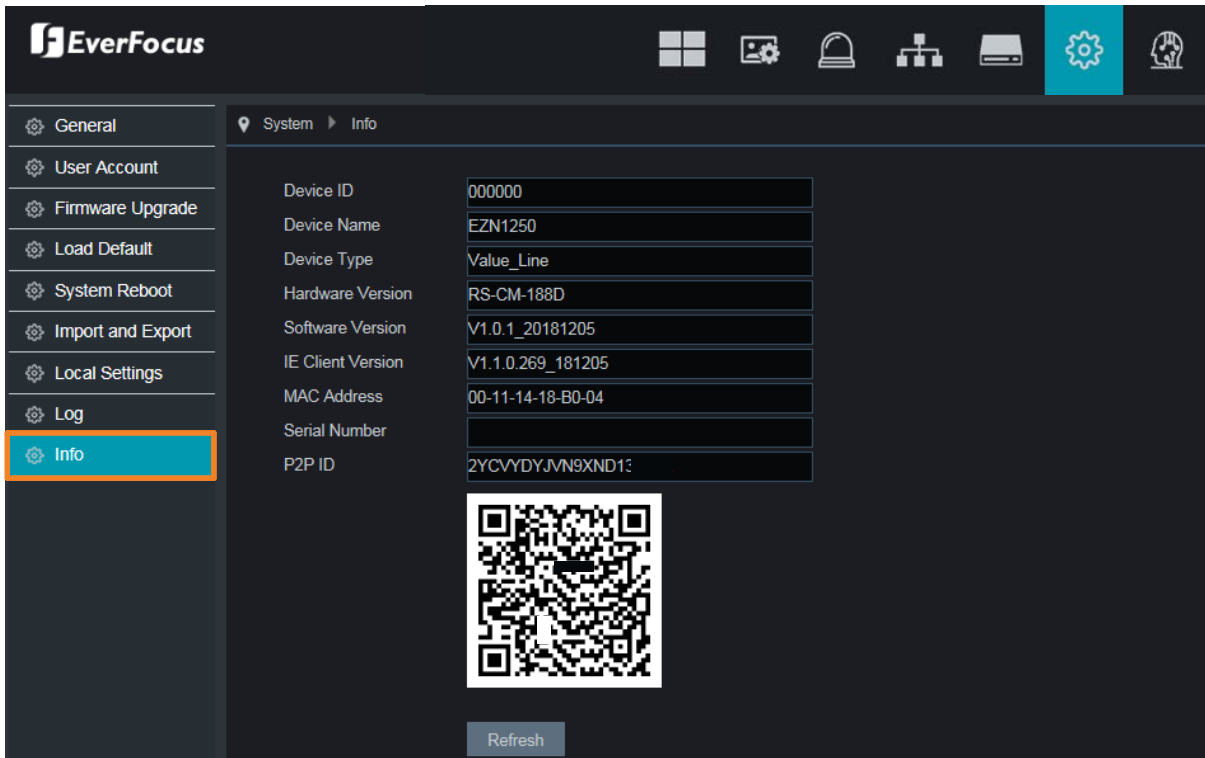 EverFocus
General
User Account
Firmware Upgrade
Load Default
System Reboot
Import and Export
Local Settings
Log
Info
System Info
Device ID 000000
Device Name EZN1250
Device Type Value_Line
Hardware Version RS-CM-188D
Software Version V1.0.1_20181205
IE Client Version V1.1.0.269_181205
MAC Address 00-11-14-18-B0-04
Serial Number
P2P ID 2YCVYDYJVN9XND13
Refresh